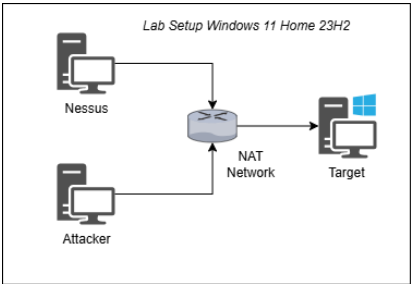 Lab Setup Windows 11 Home 23H2
Nessus
NAT
Network
Target
Attacker